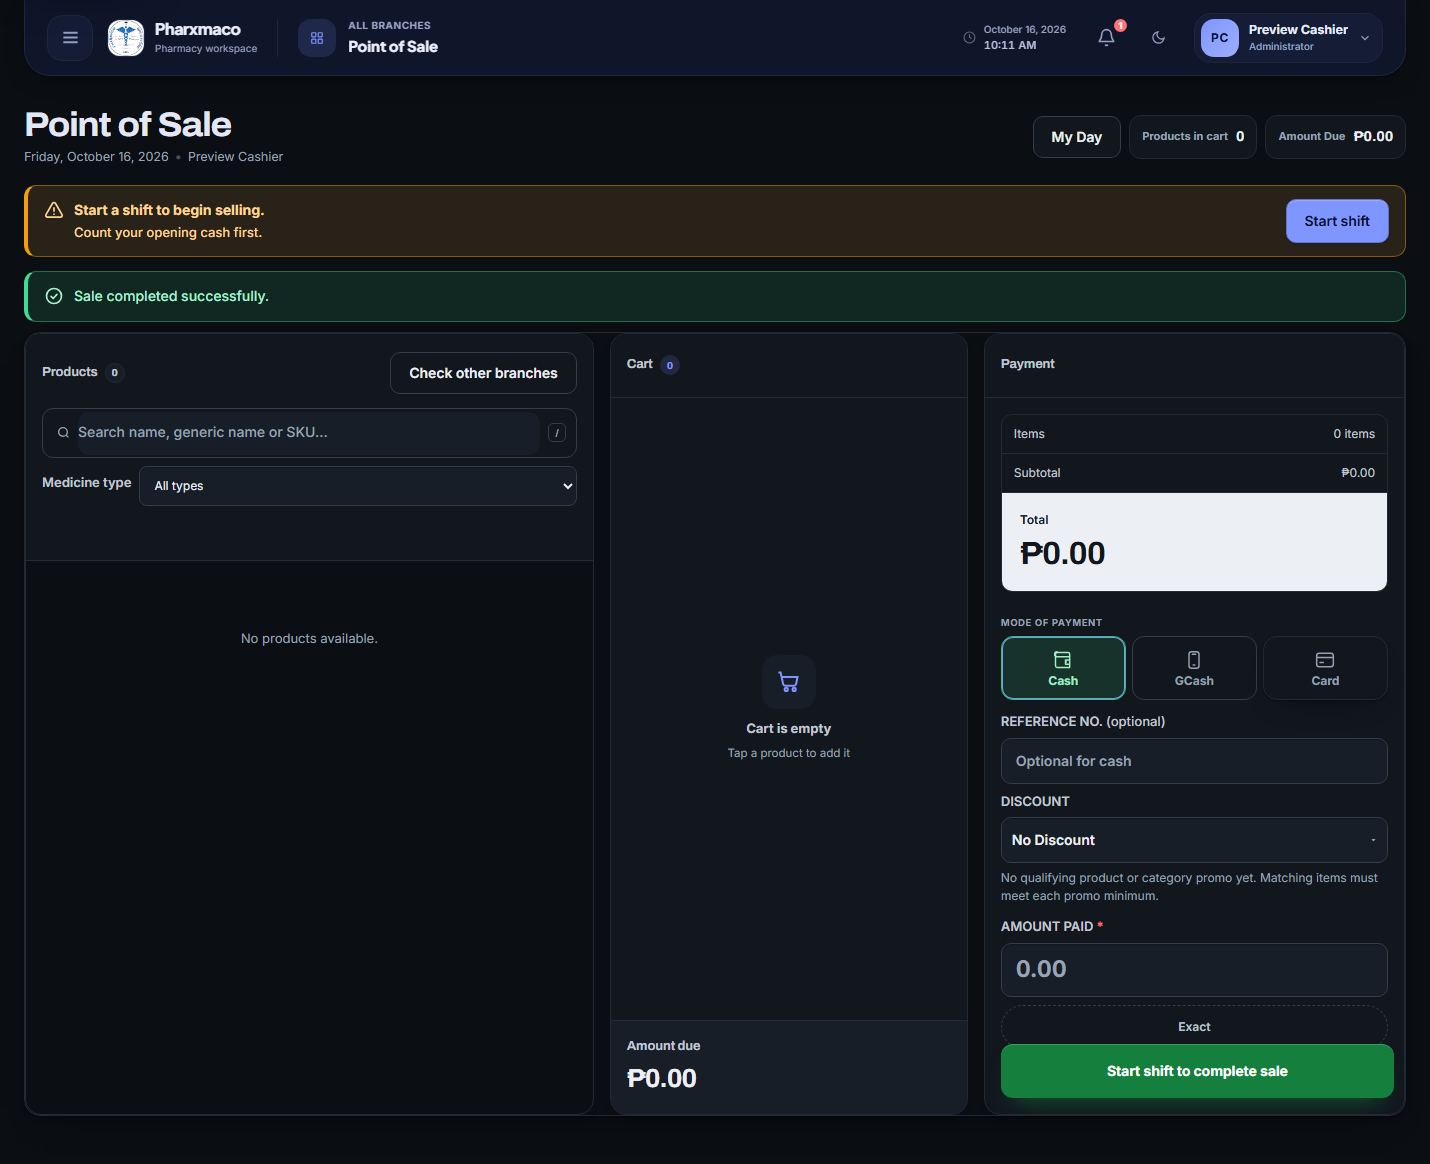 Pharxmaco
Pharmacy workspace
ALL BRANCHES
Point of Sale
October 16, 2026
10:11 AM
1
PC
Preview Cashier
Administrator
Point of Sale
Friday, October 16, 2026 • Preview Cashier
My Day
Products in cart 0
Amount Due ₱0.00
Start a shift to begin selling.
Count your opening cash first.
Start shift
Sale completed successfully.
Products 0
Check other branches
Search name, generic name or SKU...
/
Medicine type
All types
No products available.
Cart 0
Cart is empty
Tap a product to add it
Amount due
₱0.00
Payment
Items 0 items
Subtotal ₱0.00
Total
₱0.00
MODE OF PAYMENT
Cash
GCash
Card
REFERENCE NO. (optional)
Optional for cash
DISCOUNT
No Discount
No qualifying product or category promo yet. Matching items must
meet each promo minimum.
AMOUNT PAID *
0.00
Exact
Start shift to complete sale